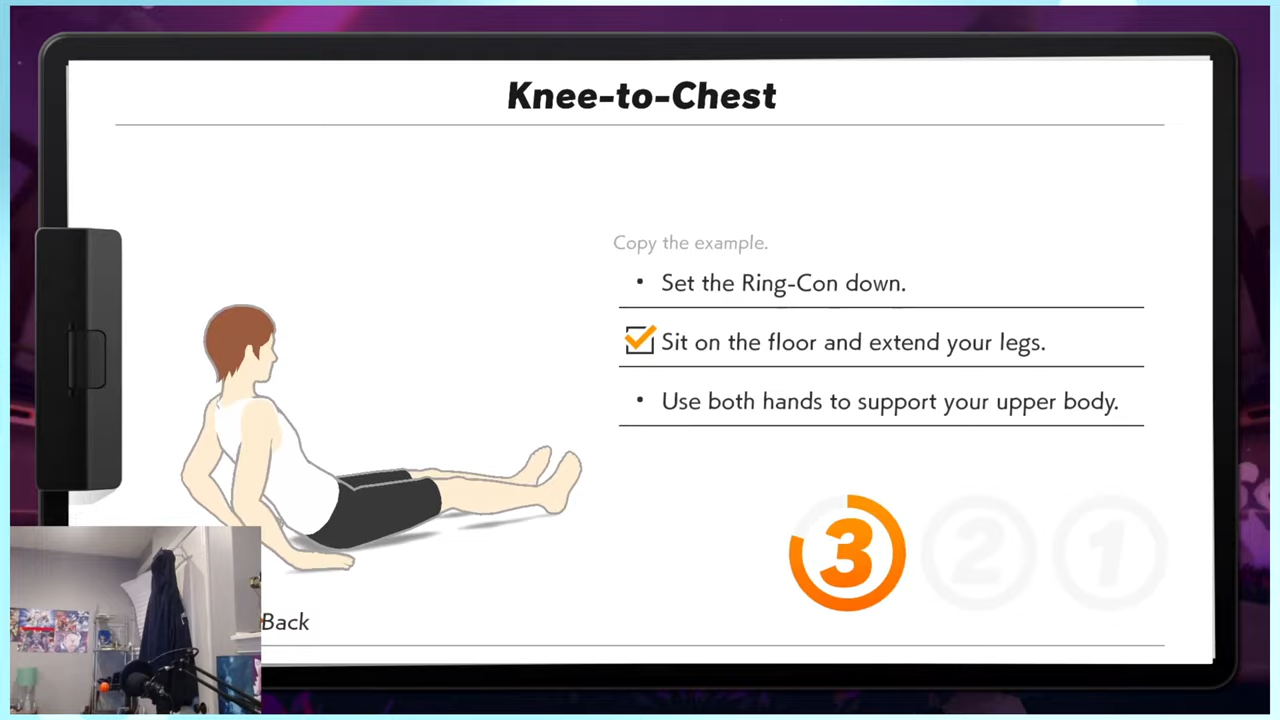 Knee-to-Chest
Copy the example.
• Set the Ring-Con down.
Sit on the floor and extend your legs.
• Use both hands to support your upper body.
3 2 1
Back